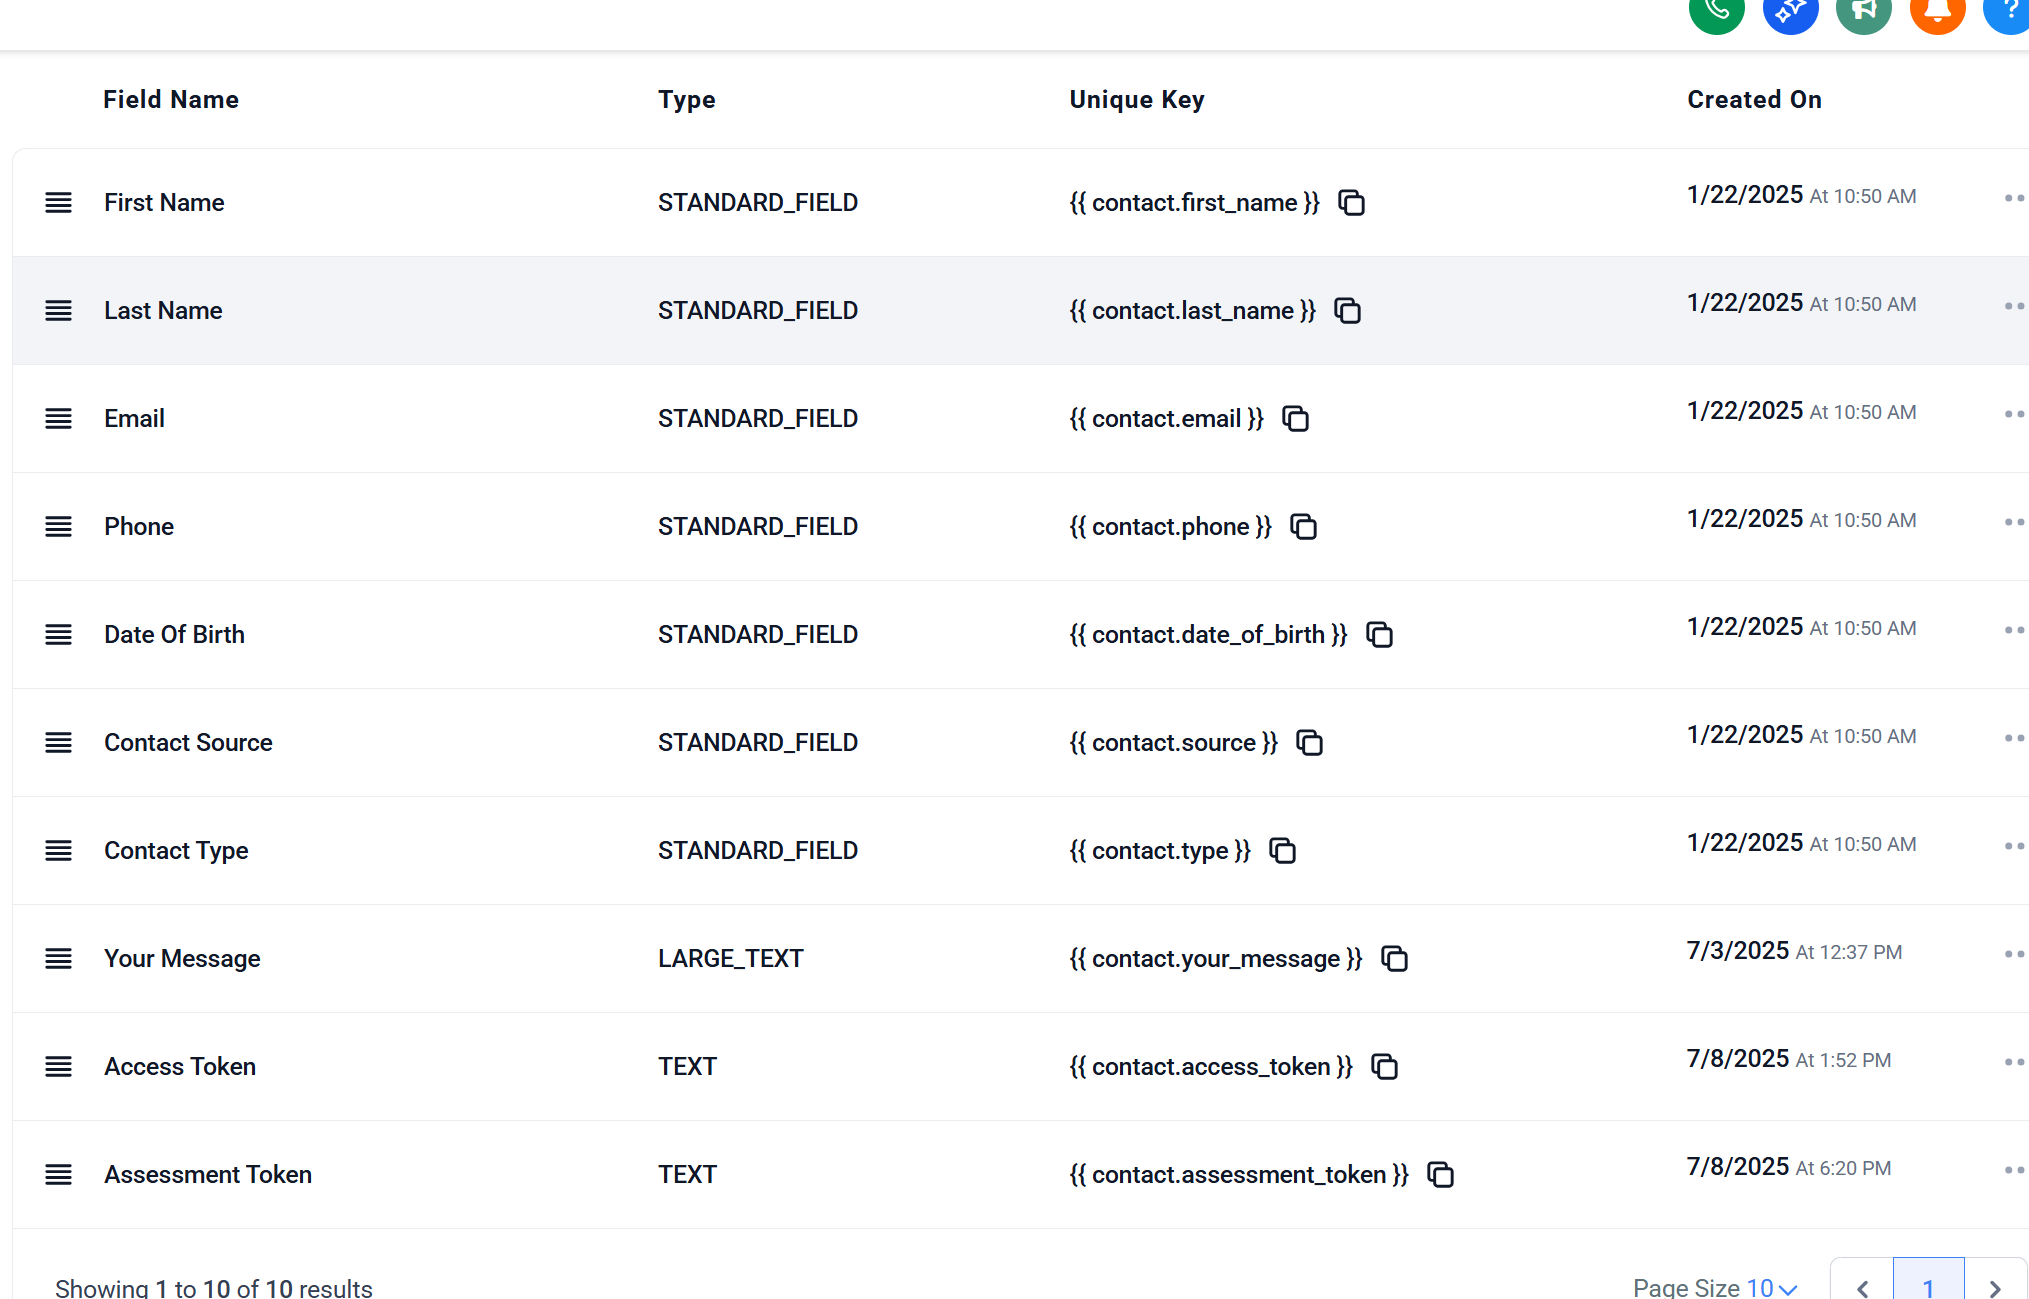 ?
Field Name Type Unique Key Created On
First Name STANDARD_FIELD {{ contact.first_name }} 1/22/2025 At 10:50 AM
Last Name STANDARD_FIELD {{ contact.last_name }} 1/22/2025 At 10:50 AM
Email STANDARD_FIELD {{ contact.email }} 1/22/2025 At 10:50 AM
Phone STANDARD_FIELD {{ contact.phone }} 1/22/2025 At 10:50 AM
Date Of Birth STANDARD_FIELD {{ contact.date_of_birth }} 1/22/2025 At 10:50 AM
Contact Source STANDARD_FIELD {{ contact.source }} 1/22/2025 At 10:50 AM
Contact Type STANDARD_FIELD {{ contact.type }} 1/22/2025 At 10:50 AM
Your Message LARGE_TEXT {{ contact.your_message }} 7/3/2025 At 12:37 PM
Access Token TEXT {{ contact.access_token }} 7/8/2025 At 1:52 PM
Assessment Token TEXT {{ contact.assessment_token }} 7/8/2025 At 6:20 PM
Showing 1 to 10 of 10 results Page Size 10 1